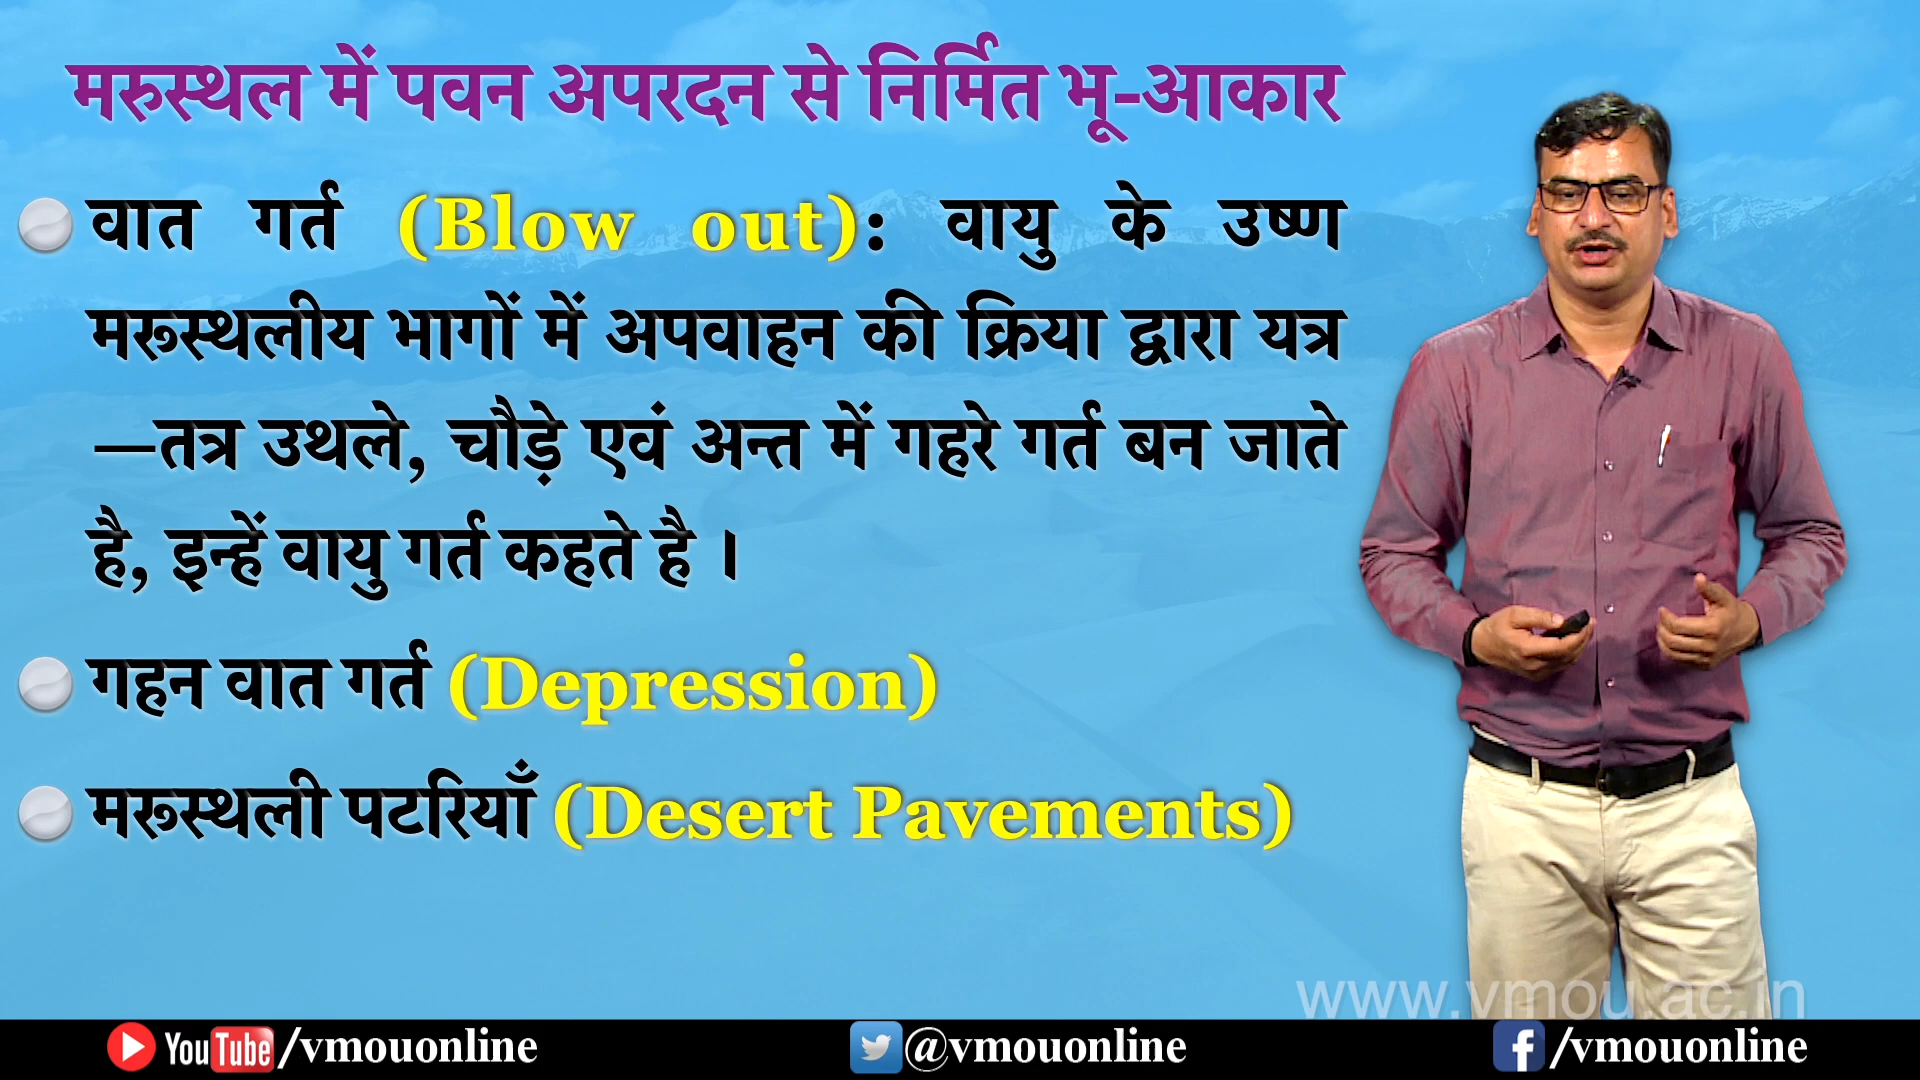 मरुस्थल में पवन अपरदन से निर्मित भू-आकार
वात गर्त (Blow out): वायु के उष्ण
मरूस्थलीय भागों में अपवाहन की क्रिया द्वारा यत्र
—तत्र उथले, चौड़े एवं अन्त में गहरे गर्त बन जाते
है, इन्हें वायु गर्त कहते है ।
गहन वात गर्त (Depression)
मरूस्थली पटरियाँ (Desert Pavements)
www.vmou.ac.in
YouTube /vmouonline
@vmouonline
f /vmouonline